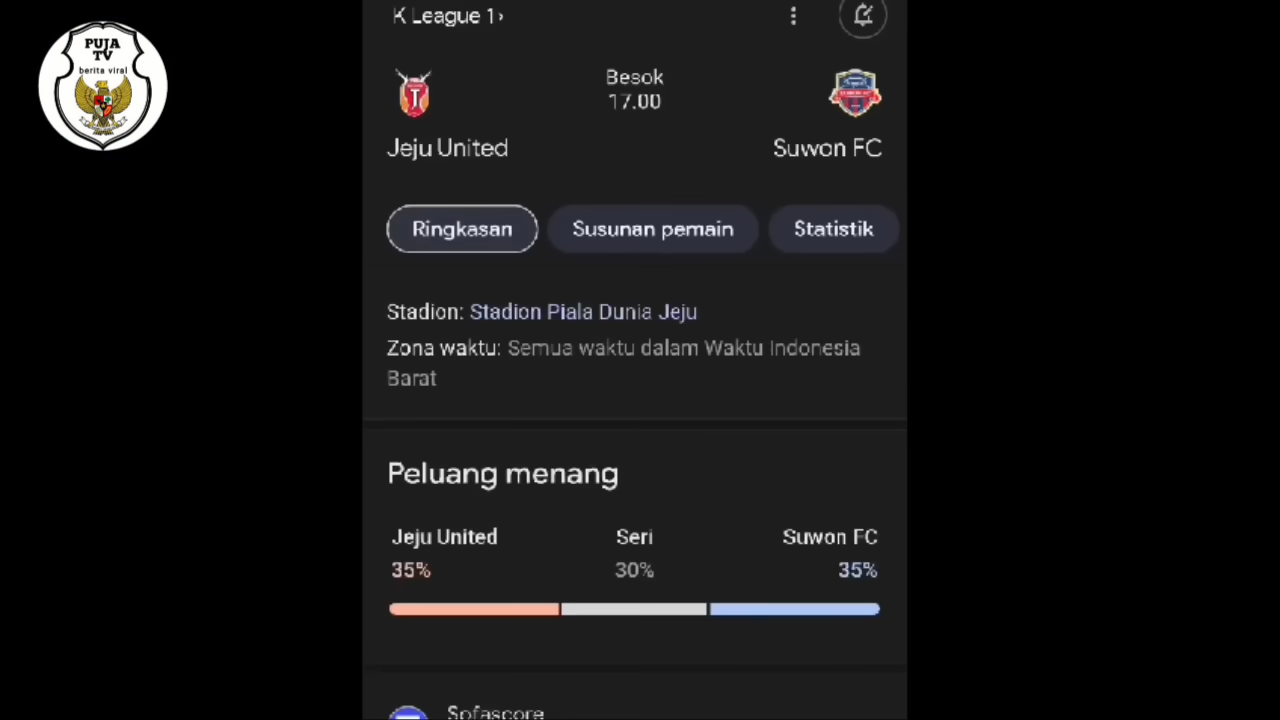 PUJA
TV
berita viral
K League 1 ›
Besok
17.00
Jeju United
Suwon FC
Ringkasan
Susunan pemain
Statistik
Stadion: Stadion Piala Dunia Jeju
Zona waktu: Semua waktu dalam Waktu Indonesia
Barat
Peluang menang
Jeju United
Seri
Suwon FC
35%
30%
35%
Sofascore